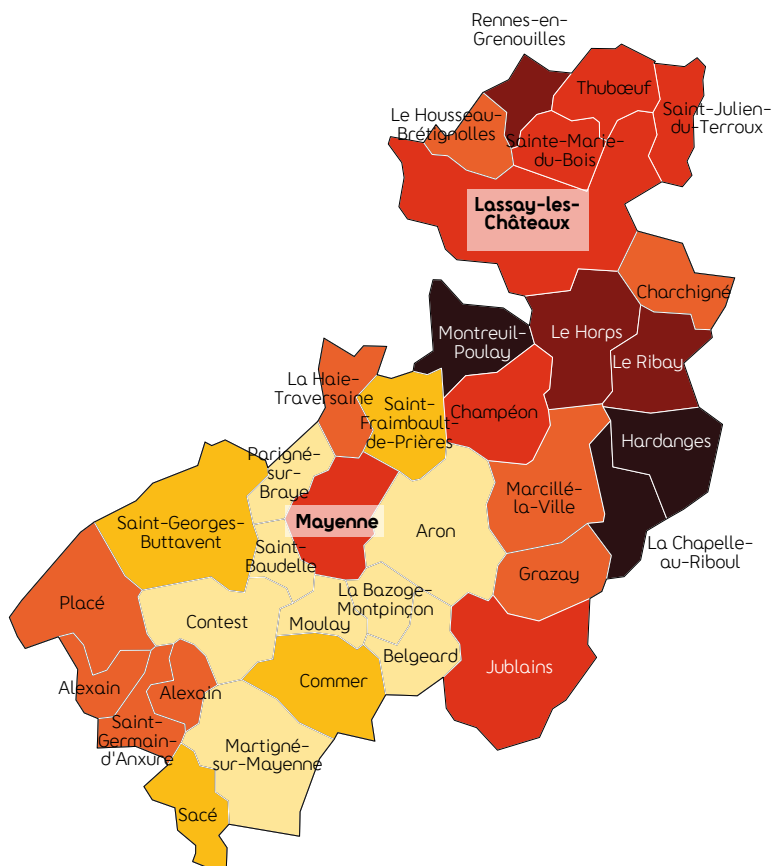 Rennes-en-
Grenouilles
Thubœuf
Saint-Julien-
du-Terroux
Le Housseau-
Brétignolles
Sainte-Marie-
du-Bois
Lassay-les-
Châteaux
Charchigné
Montreuil-
Poulay
Le Horps
Le Ribay
La Haie-
Traversaine
Saint-
Fraimbault-
de-Prières
Champéon
Hardanges
Parigné-
sur-
Braye
Marcillé-
la-Ville
Saint-Georges-
Buttavent
Mayenne
Aron
La Chapelle-
au-Riboul
Saint-
Baudelle
Grazay
Placé
La Bazoge-
Montpinçon
Contest
Moulay
Belgeard
Jublains
Alexain
Alexain
Commer
Saint-
Germain-
d'Anxure
Martigné-
sur-Mayenne
Sacé